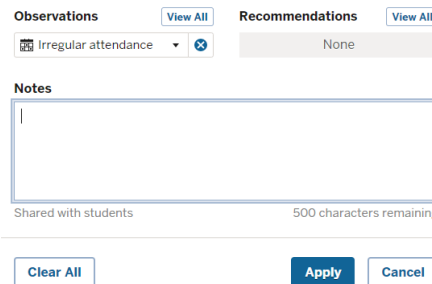 Observations View All Recommendations View All
Irregular attendance None
Notes
Shared with students 500 characters remaining
Clear All Apply Cancel